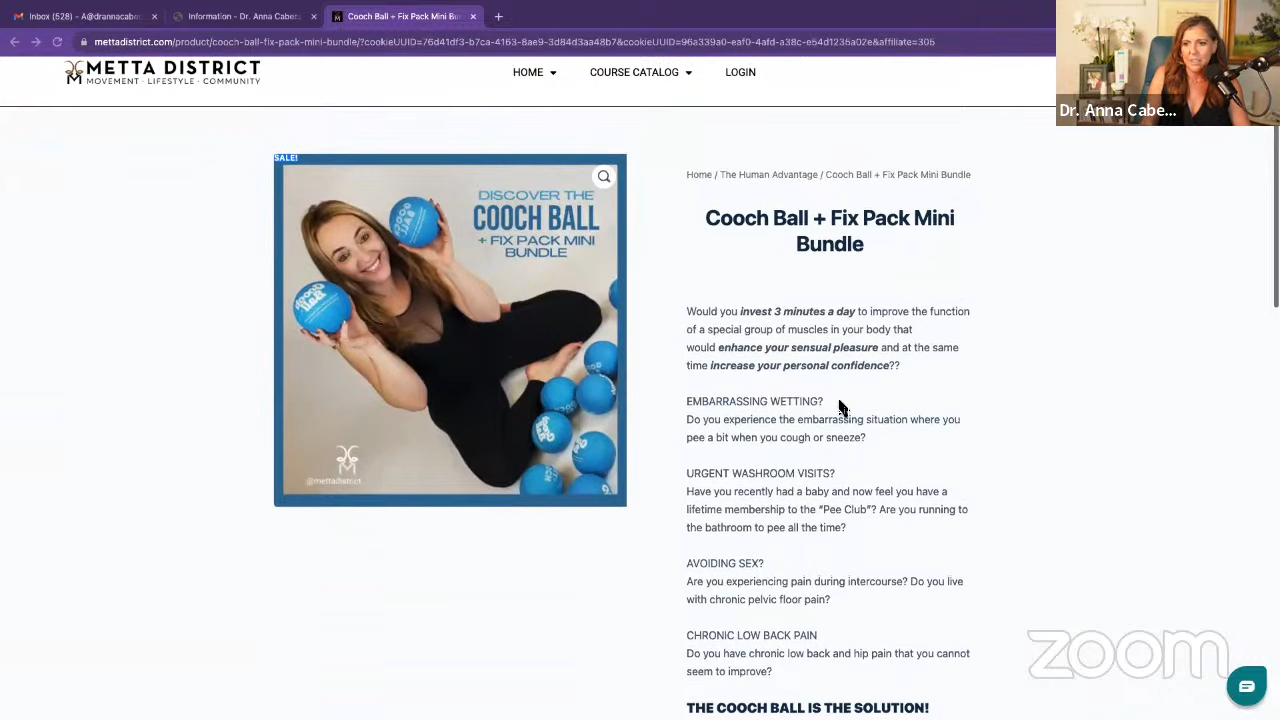 Inbox (528) - A@drannacabe
Information - Dr. Anna Cabeca
Cooch Ball + Fix Pack Mini Bun
mettadistrict.com/product/cooch-ball-fix-pack-mini-bundle/?cookieUUID=76d41df3-b7ca-4163-8ae9-3d84d3aa48b7&cookieUUID=96a339a0-eaf0-4afd-a38c-e54d1235a02e&affiliate=305
METTA DISTRICT
MOVEMENT · LIFESTYLE · COMMUNITY
HOME
COURSE CATALOG
LOGIN
Dr. Anna Cabe...
SALE!
DISCOVER THE
COOCH BALL
+ FIX PACK MINI
BUNDLE
COOCH
BALL
COOCH
BALL
@mettadistrict
Home / The Human Advantage / Cooch Ball + Fix Pack Mini Bundle
Cooch Ball + Fix Pack Mini
Bundle
Would you invest 3 minutes a day to improve the function
of a special group of muscles in your body that
would enhance your sensual pleasure and at the same
time increase your personal confidence??
EMBARRASSING WETTING?
Do you experience the embarrassing situation where you
pee a bit when you cough or sneeze?
URGENT WASHROOM VISITS?
Have you recently had a baby and now feel you have a
lifetime membership to the “Pee Club”? Are you running to
the bathroom to pee all the time?
AVOIDING SEX?
Are you experiencing pain during intercourse? Do you live
with chronic pelvic floor pain?
CHRONIC LOW BACK PAIN
Do you have chronic low back and hip pain that you cannot
seem to improve?
THE COOCH BALL IS THE SOLUTION!
zoom